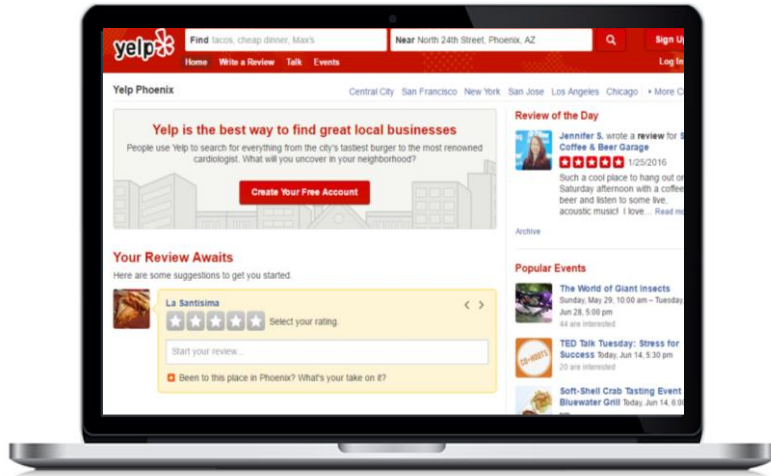 yelp
Find tacos, cheap dinner, Max's
Near North 24th Street, Phoenix, AZ
Sign U
Home Write a Review Talk Events
Log In
Yelp Phoenix
Central City San Francisco New York San Jose Los Angeles Chicago More C
Yelp is the best way to find great local businesses
People use Yelp to search for everything from the city's tastiest burger to the most renowned
cardiologist. What will you uncover in your neighborhood?
Create Your Free Account
Your Review Awaits
Here are some suggestions to get you started.
La Santisima
Select your rating.
Start your review...
Been to this place in Phoenix? What's your take on it?
Review of the Day
Jennifer S. wrote a review for S
Coffee & Beer Garage
1/25/2016
Such a cool place to hang out on
Saturday afternoon with a coffee
beer and listen to some live,
acoustic music! I love... Read mo
Archive
Popular Events
The World of Giant Insects
Sunday, May 29, 10:00 am – Tuesday,
Jun 28, 5:00 pm
44 are interested
TED Talk Tuesday: Stress for
Success Today, Jun 14, 5:30 pm
20 are interested
CO+HOOTS
Soft-Shell Crab Tasting Event
Bluewater Grill Today, Jun 14, 6:00